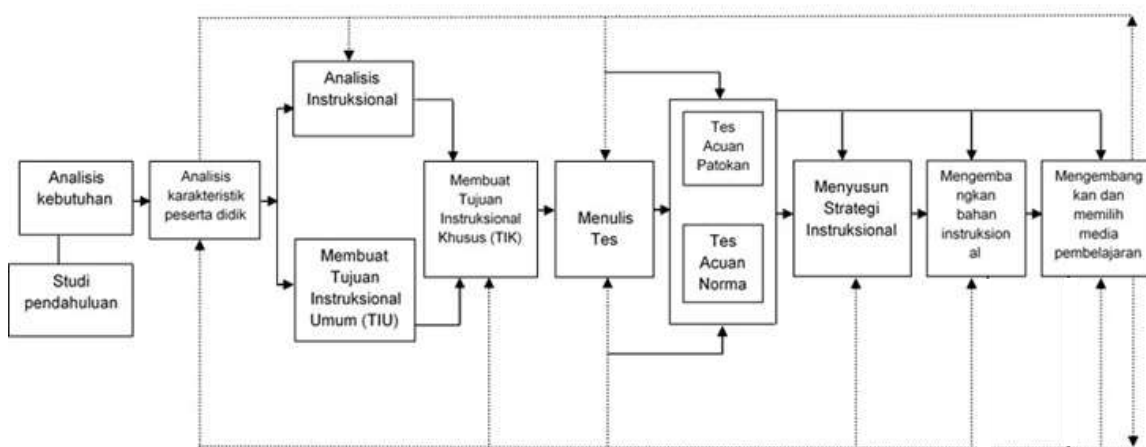 Analisis
kebutuhan
Studi
pendahuluan
Analisis
karakteristik
peserta didik
Analisis
Instruksional
Membuat
Tujuan
Instruksional
Umum (TIU)
Membuat
Tujuan
Instruksional
Khusus (TIK)
Menulis
Tes
Tes
Acuan
Patokan
Tes
Acuan
Norma
Menyusun
Strategi
Instruksional
Mengemba
ngkan
bahan
instruksion
al
Mengembang
kan dan
memilih
media
pembelajaran